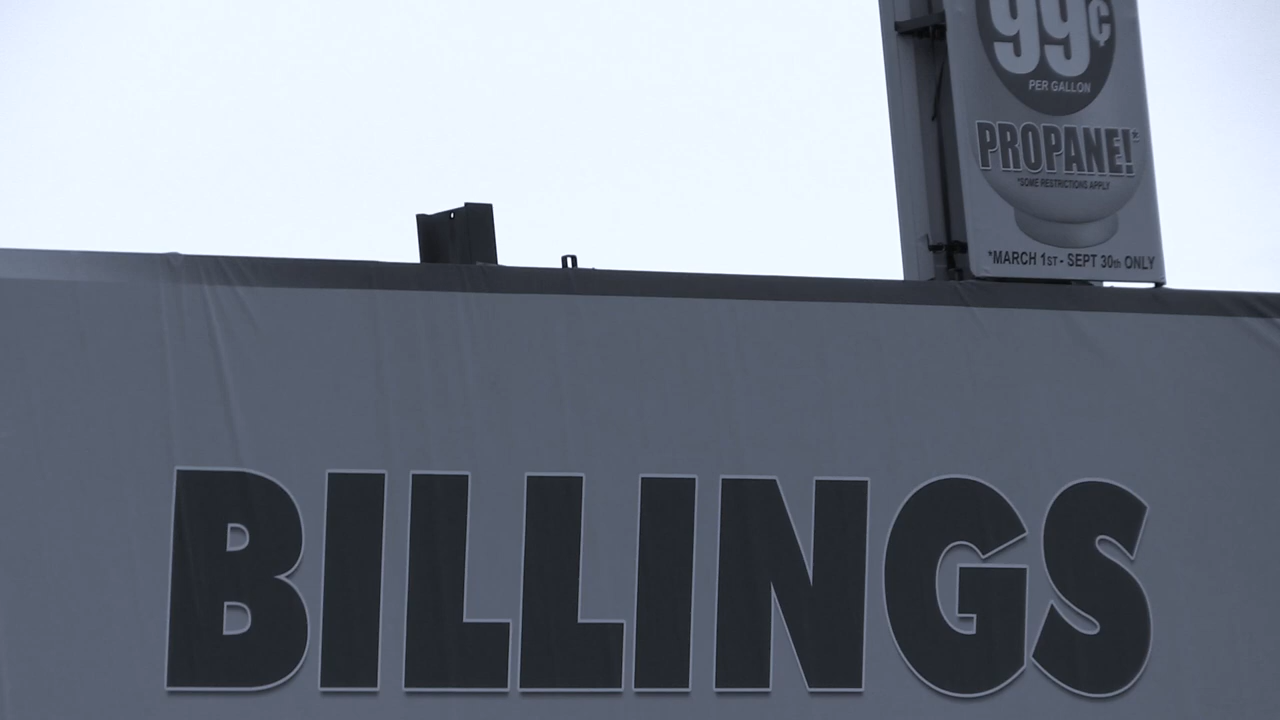 99¢
PER GALLON
PROPANE!*
*SOME RESTRICTIONS APPLY
*MARCH 1ST - SEPT 30th ONLY
BILLINGS